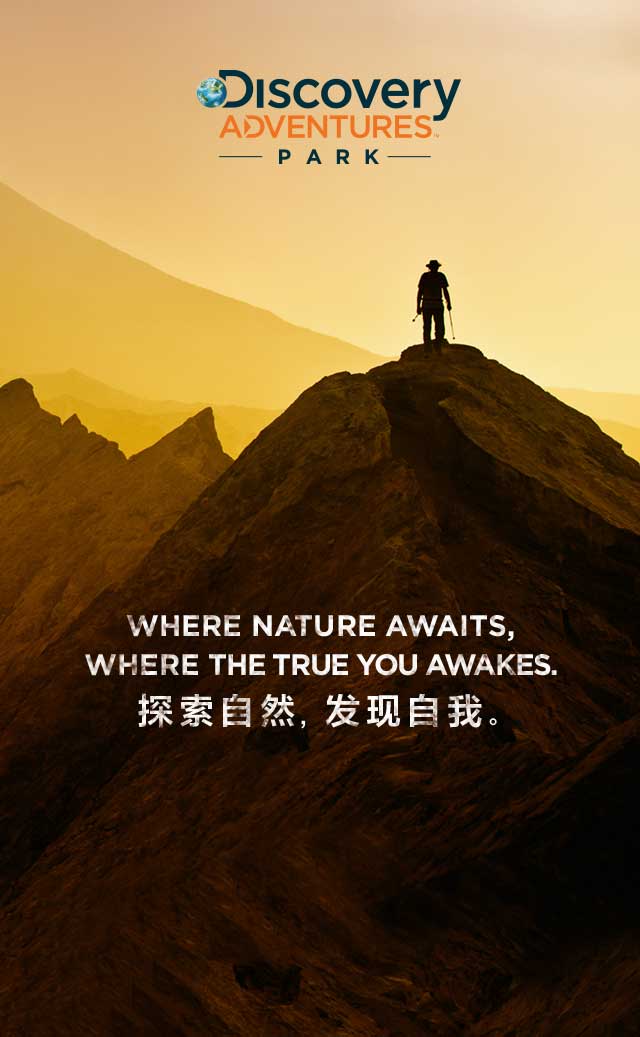 Discovery
ADVENTURES™
PARK
WHERE NATURE AWAITS,
WHERE THE TRUE YOU AWAKES.
探索自然, 发现自我。